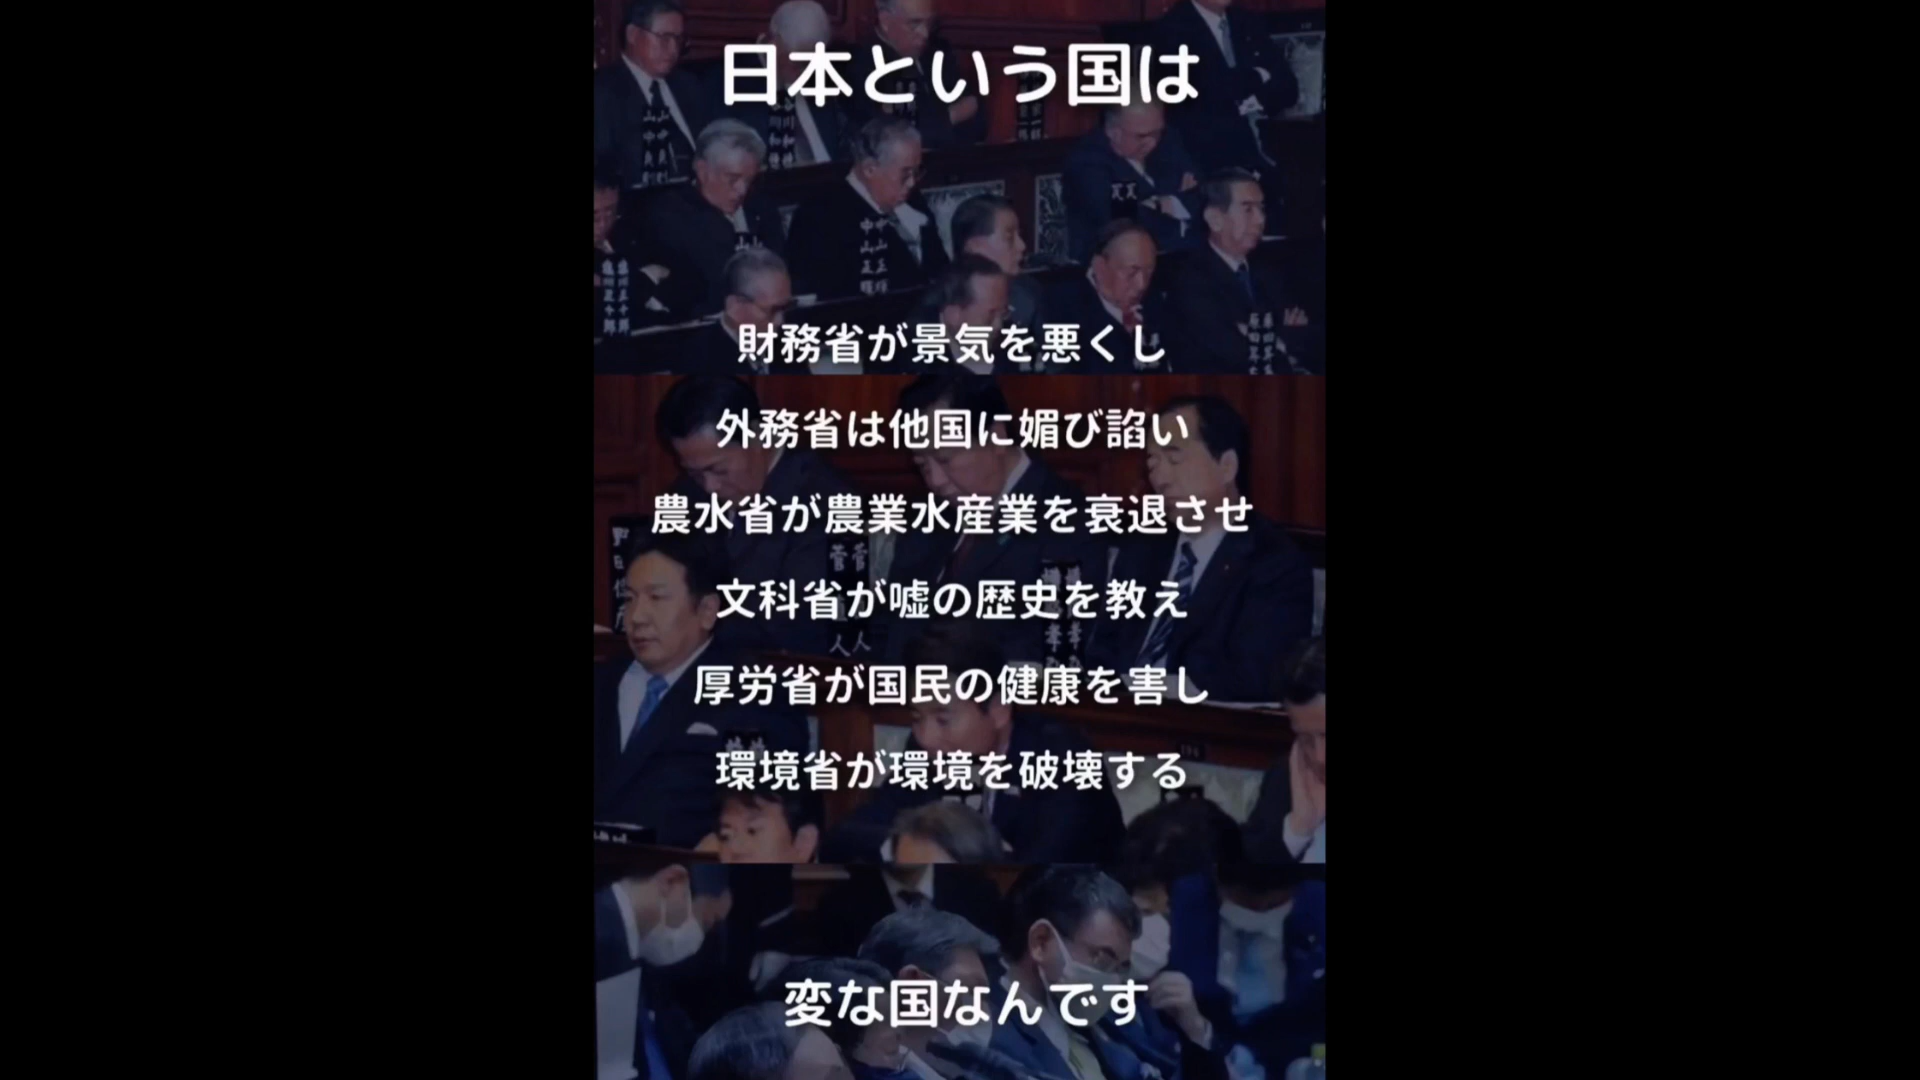 日本という国は
財務省が景気を悪くし
外務省は他国に媚び諂い
農水省が農業水産業を衰退させ
文科省が嘘の歴史を教え
厚労省が国民の健康を害し
環境省が環境を破壊する
変な国なんです